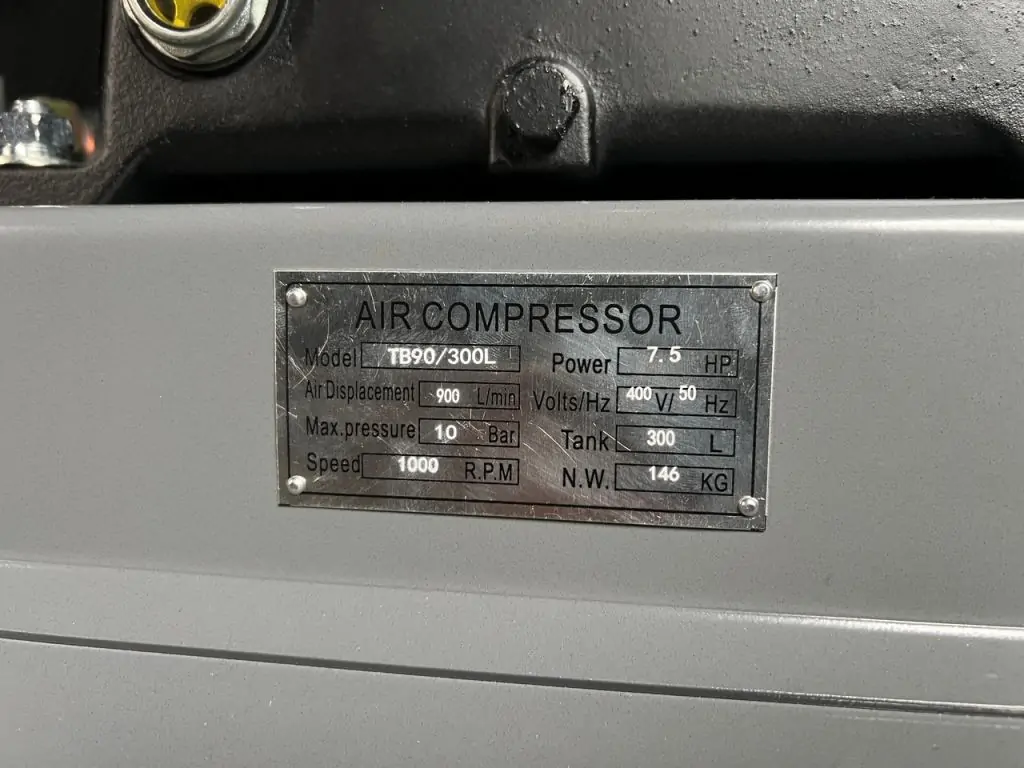 AIR COMPRESSOR
Model TB90/300L Power 7.5 HP
Air Displacement 900 L/min Volts/Hz 400 V/ 50 Hz
Max.pressure 10 Bar Tank 300 L
Speed 1000 R.P.M N.W. 146 KG